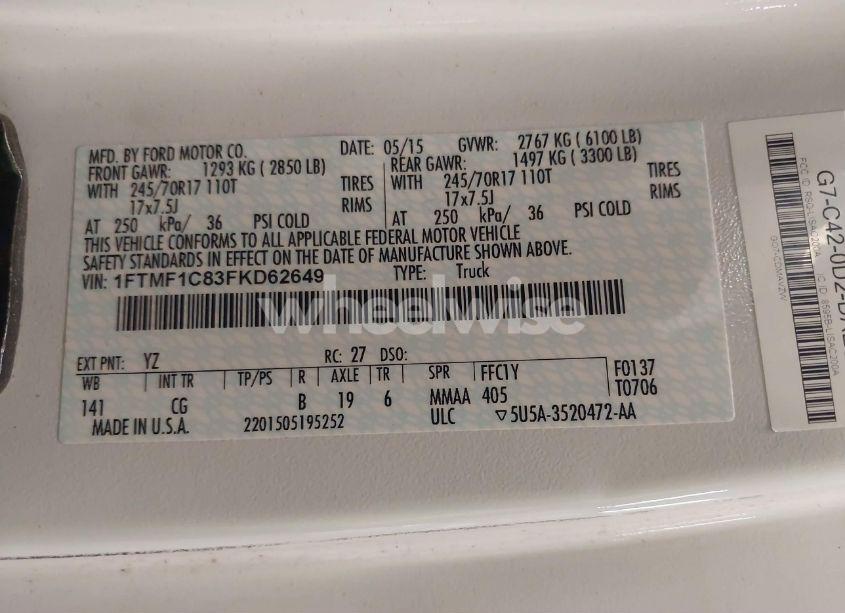 MFD. BY FORD MOTOR CO. DATE: 05/15 GVWR: 2767 KG ( 6100 LB)
FRONT GAWR: 1293 KG ( 2850 LB) REAR GAWR: 1497 KG ( 3300 LB)
WITH 245/70R17 110T TIRES WITH 245/70R17 110T TIRES
17x7.5J RIMS 17x7.5J RIMS
AT 250 kPa/ 36 PSI COLD AT 250 kPa/ 36 PSI COLD
THIS VEHICLE CONFORMS TO ALL APPLICABLE FEDERAL MOTOR VEHICLE
SAFETY STANDARDS IN EFFECT ON THE DATE OF MANUFACTURE SHOWN ABOVE.
VIN: 1FTMF1C83FKD62649 TYPE: Truck
wheelwise
EXT PNT: YZ RC: 27 DSO:
WB INT TR TP/PS R AXLE TR SPR FFC1Y F0137
141 CG B 19 6 MMAA 405 T0706
MADE IN U.S.A. 2201505195252 ULC ▽5U5A-3520472-AA